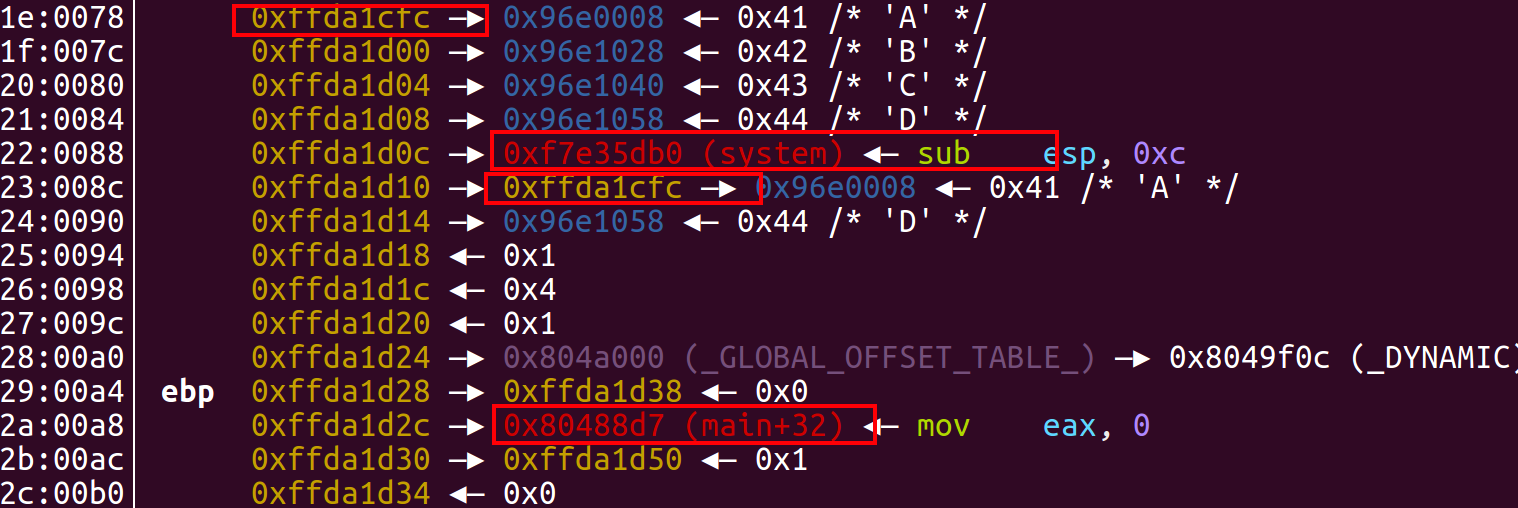 1e:0078 0xffda1cfc —▸ 0x96e0008 ◂— 0x41 /* 'A' */
1f:007c 0xffda1d00 —▸ 0x96e1028 ◂— 0x42 /* 'B' */
20:0080 0xffda1d04 —▸ 0x96e1040 ◂— 0x43 /* 'C' */
21:0084 0xffda1d08 —▸ 0x96e1058 ◂— 0x44 /* 'D' */
22:0088 0xffda1d0c —▸ 0xf7e35db0 (system) ◂— sub esp, 0xc
23:008c 0xffda1d10 —▸ 0xffda1cfc —▸ 0x96e0008 ◂— 0x41 /* 'A' */
24:0090 0xffda1d14 —▸ 0x96e1058 ◂— 0x44 /* 'D' */
25:0094 0xffda1d18 ◂— 0x1
26:0098 0xffda1d1c ◂— 0x4
27:009c 0xffda1d20 ◂— 0x1
28:00a0 0xffda1d24 —▸ 0x804a000 (_GLOBAL_OFFSET_TABLE_) —▸ 0x8049f0c (_DYNAMIC)
29:00a4 ebp 0xffda1d28 —▸ 0xffda1d38 ◂— 0x0
2a:00a8 0xffda1d2c —▸ 0x80488d7 (main+32) ◂— mov eax, 0
2b:00ac 0xffda1d30 —▸ 0xffda1d50 ◂— 0x1
2c:00b0 0xffda1d34 ◂— 0x0